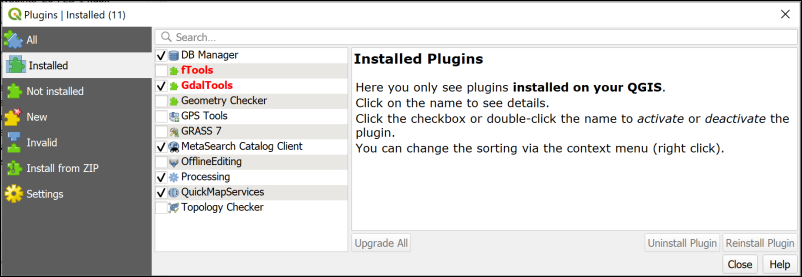 Plugins | Installed (11)
All
Installed
Not installed
New
Invalid
Install from ZIP
Settings
Search...
DB Manager
fTools
GdalTools
Geometry Checker
GPS Tools
GRASS 7
MetaSearch Catalog Client
OfflineEditing
Processing
QuickMapServices
Topology Checker
Installed Plugins
Here you only see plugins installed on your QGIS.
Click on the name to see details.
Click the checkbox or double-click the name to activate or deactivate the
plugin.
You can change the sorting via the context menu (right click).
Upgrade All
Uninstall Plugin
Reinstall Plugin
Close
Help